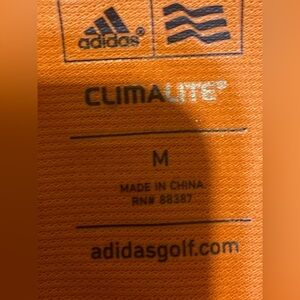 adidas
CLIMALITE®
M
MADE IN CHINA
RN# 88387
adidasgolf.com